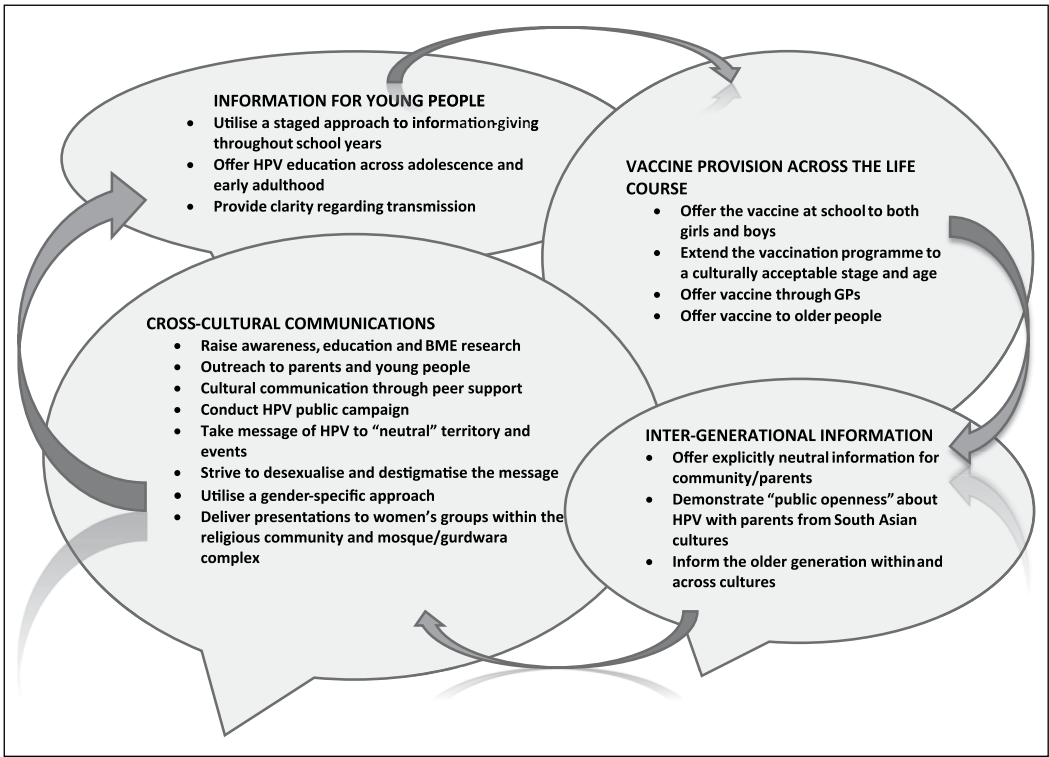 INFORMATION FOR YOUNG PEOPLE
• Utilise a staged approach to information-giving
throughout school years
• Offer HPV education across adolescence and
early adulthood
• Provide clarity regarding transmission
VACCINE PROVISION ACROSS THE LIFE
COURSE
• Offer the vaccine at school to both
girls and boys
• Extend the vaccination programme to
a culturally acceptable stage and age
• Offer vaccine through GPs
• Offer vaccine to older people
CROSS-CULTURAL COMMUNICATIONS
• Raise awareness, education and BME research
• Outreach to parents and young people
• Cultural communication through peer support
• Conduct HPV public campaign
• Take message of HPV to “neutral” territory and
events
• Strive to desexualise and destigmatise the message
• Utilise a gender-specific approach
• Deliver presentations to women’s groups within the
religious community and mosque/gurdwara
complex
INTER-GENERATIONAL INFORMATION
• Offer explicitly neutral information for
community/parents
• Demonstrate “public openness” about
HPV with parents from South Asian
cultures
• Inform the older generation within and
across cultures